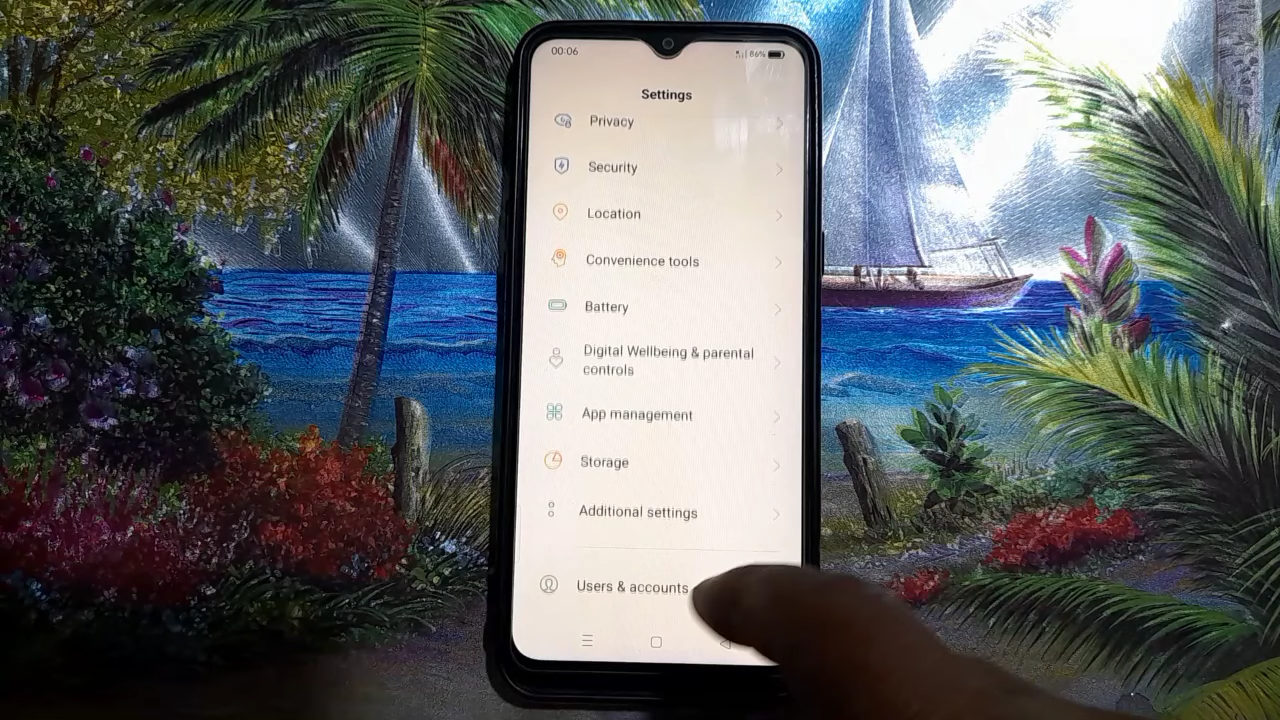 00:06
86%
Settings
Privacy
Security
Location
Convenience tools
Battery
Digital Wellbeing & parental
controls
App management
Storage
Additional settings
Users & accounts